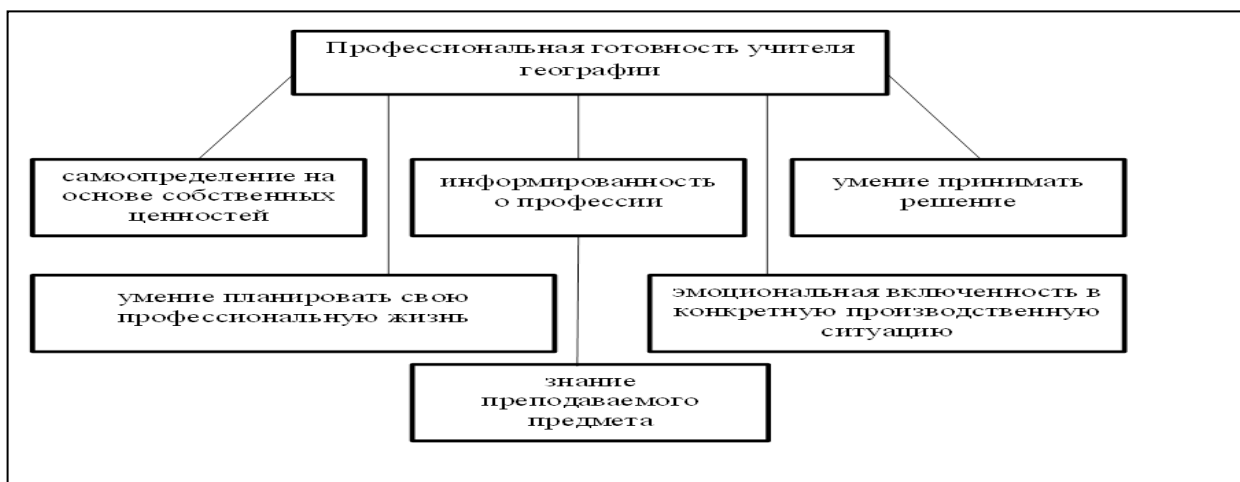 Профессиональная готовность учителя
географии
самоопределение на
основе собственных
ценностей
информированность
о профессии
умение принимать
решение
умение планировать свою
профессиональную жизнь
эмоциональная включенность в
конкретную производственную
ситуацию
знание
преподаваемого
предмета